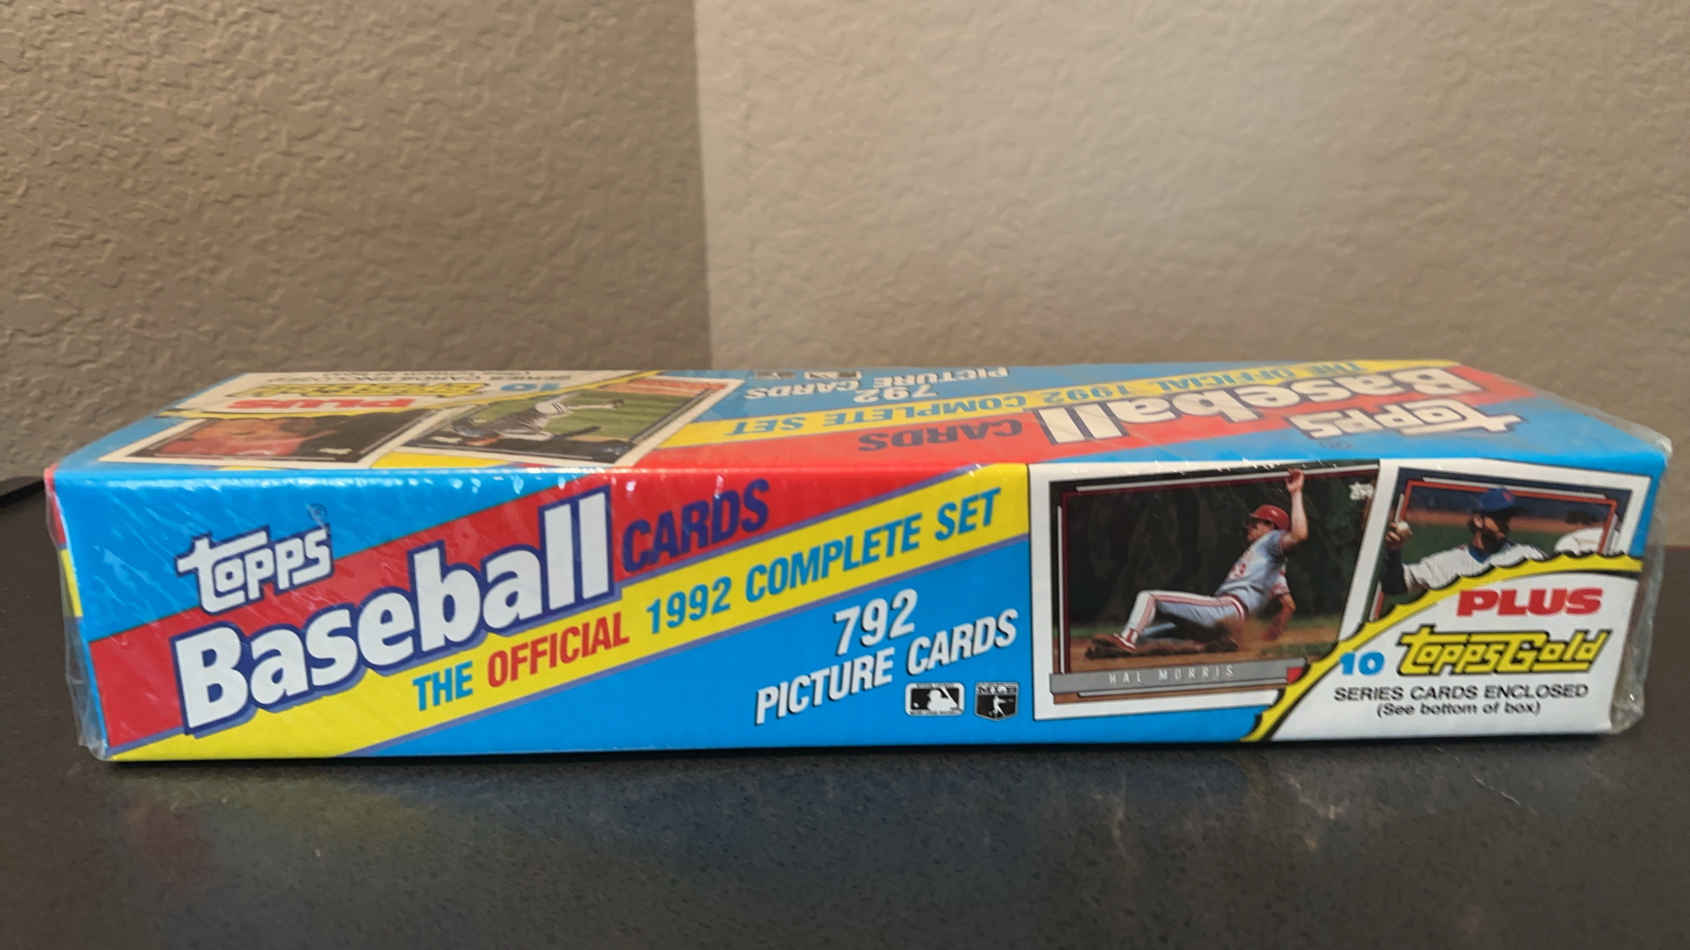 topps
Baseball CARDS
THE OFFICIAL 1992 COMPLETE SET
792
PICTURE CARDS
HAL MORRIS
PLUS
10 toppsGold
SERIES CARDS ENCLOSED
(See bottom of box)
topps
Baseball CARDS
THE OFFICIAL 1992 COMPLETE SET
792
PICTURE CARDS
PLUS
10